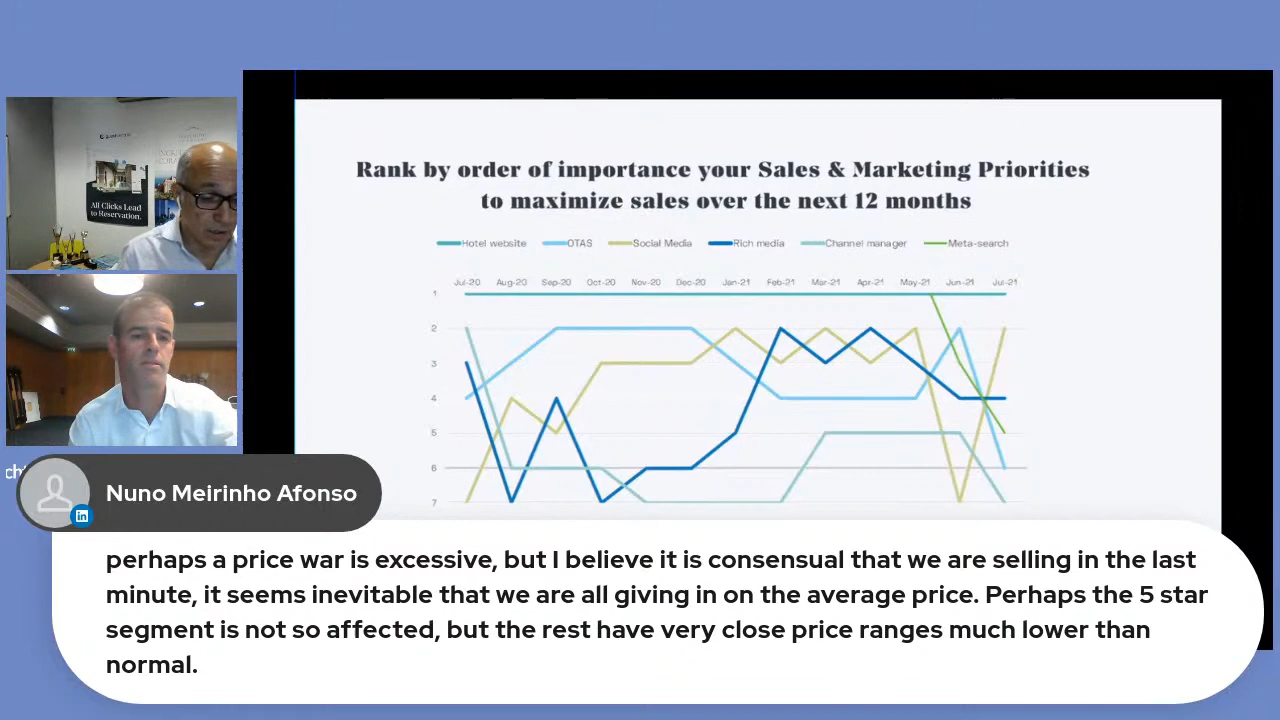 All Clicks Lead
to Reservation.
Rank by order of importance your Sales & Marketing Priorities
to maximize sales over the next 12 months
Hotel website OTAS Social Media Rich media Channel manager Meta-search
Jul-20 Aug-20 Sep-20 Oct-20 Nov-20 Dec-20 Jan-21 Feb-21 Mar-21 Apr-21 May-21 Jun-21 Jul-21
1
2
3
4
5
6
7
Nuno Meirinho Afonso
in
perhaps a price war is excessive, but I believe it is consensual that we are selling in the last
minute, it seems inevitable that we are all giving in on the average price. Perhaps the 5 star
segment is not so affected, but the rest have very close price ranges much lower than
normal.